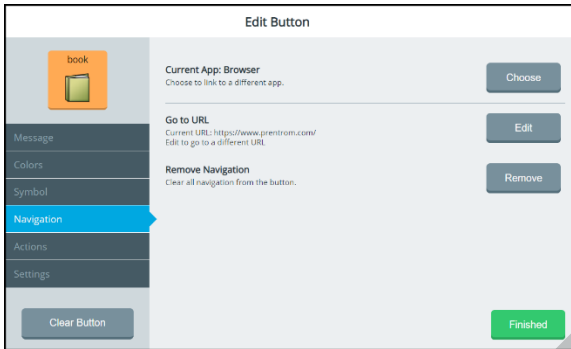 Edit Button
book
Message
Colors
Symbol
Navigation
Actions
Settings
Clear Button
Current App: Browser
Choose to link to a different app.
Choose
Go to URL
Current URL: https://www.prentrom.com/
Edit to go to a different URL
Edit
Remove Navigation
Clear all navigation from the button.
Remove
Finished